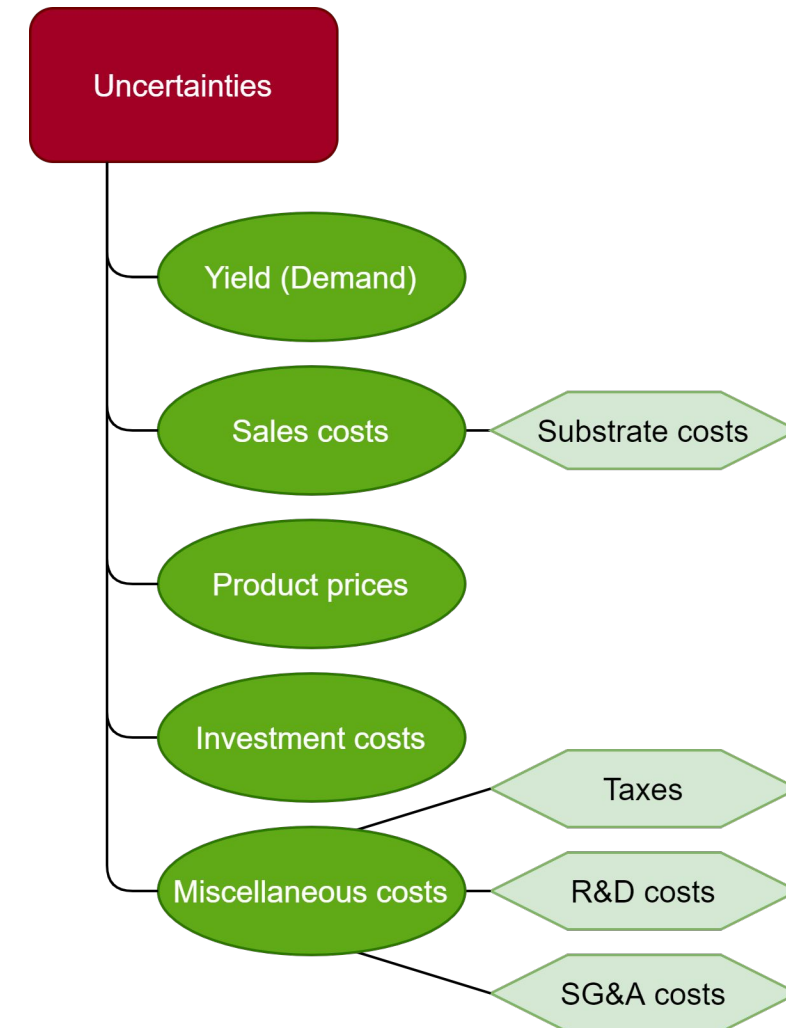 Uncertainties
Yield (Demand)
Sales costs
Substrate costs
Product prices
Investment costs
Taxes
Miscellaneous costs
R&D costs
SG&A costs